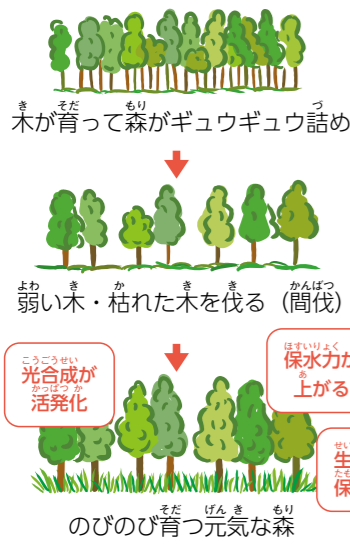 木が育って森がギュウギュウ詰め
弱い木・枯れた木を伐る（間伐）
光合成が
活発化
保水力が
上がる
生
保
のびのび育つ元気な森